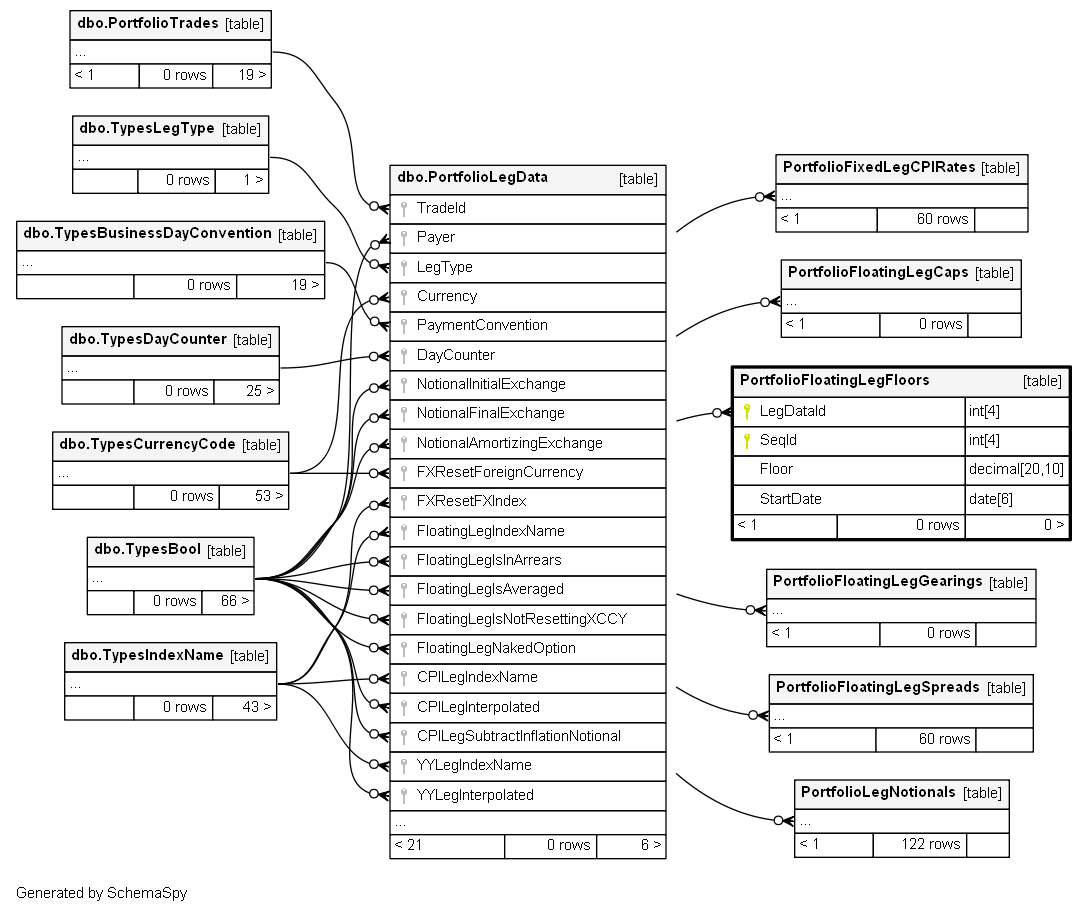 dbo.PortfolioTrades [table]
...
< 1 0 rows 19 >
dbo.TypesLegType [table]
...
0 rows 1 >
dbo.TypesBusinessDayConvention [table]
...
0 rows 19 >
dbo.TypesDayCounter [table]
...
0 rows 25 >
dbo.TypesCurrencyCode [table]
...
0 rows 53 >
dbo.TypesBool [table]
...
0 rows 66 >
dbo.TypesIndexName [table]
...
0 rows 43 >
dbo.PortfolioLegData [table]
TradeId
Payer
LegType
Currency
PaymentConvention
DayCounter
NotionalInitialExchange
NotionalFinalExchange
NotionalAmortizingExchange
FXResetForeignCurrency
FXResetFXIndex
FloatingLegIndexName
FloatingLegIsInArrears
FloatingLegIsAveraged
FloatingLegIsNotResettingXCCY
FloatingLegNakedOption
CPILegIndexName
CPILegInterpolated
CPILegSubtractInflationNotional
YYLegIndexName
YYLegInterpolated
...
< 21 0 rows 6 >
PortfolioFixedLegCPIRates [table]
...
< 1 60 rows
PortfolioFloatingLegCaps [table]
...
< 1 0 rows
PortfolioFloatingLegFloors [table]
LegDataId int[4]
SeqId int[4]
Floor decimal[20,10]
StartDate date[6]
< 1 0 rows 0 >
PortfolioFloatingLegGearings [table]
...
< 1 0 rows
PortfolioFloatingLegSpreads [table]
...
< 1 60 rows
PortfolioLegNotionals [table]
...
< 1 122 rows
Generated by SchemaSpy